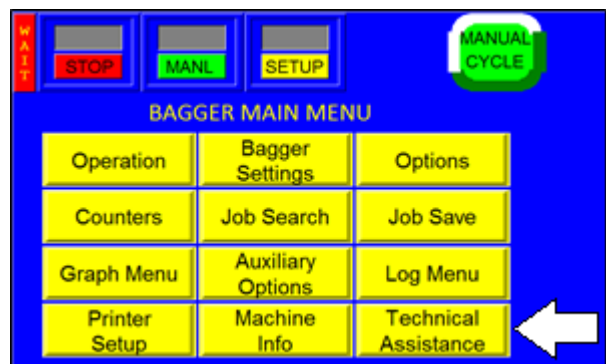 WAIT
STOP
MANL
SETUP
MANUAL
CYCLE
BAGGER MAIN MENU
Operation
Bagger
Settings
Options
Counters
Job Search
Job Save
Graph Menu
Auxiliary
Options
Log Menu
Printer
Setup
Machine
Info
Technical
Assistance